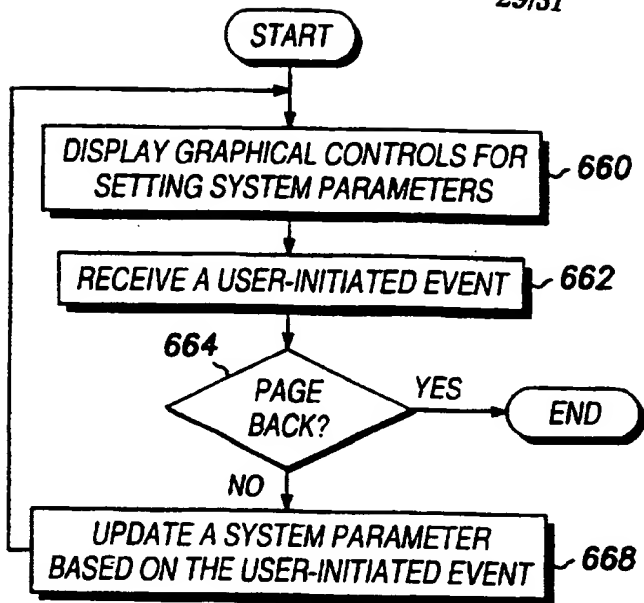 29/31
START
DISPLAY GRAPHICAL CONTROLS FOR
SETTING SYSTEM PARAMETERS
660
RECEIVE A USER-INITIATED EVENT
662
664
PAGE
BACK?
YES
END
NO
UPDATE A SYSTEM PARAMETER
BASED ON THE USER-INITIATED EVENT
668